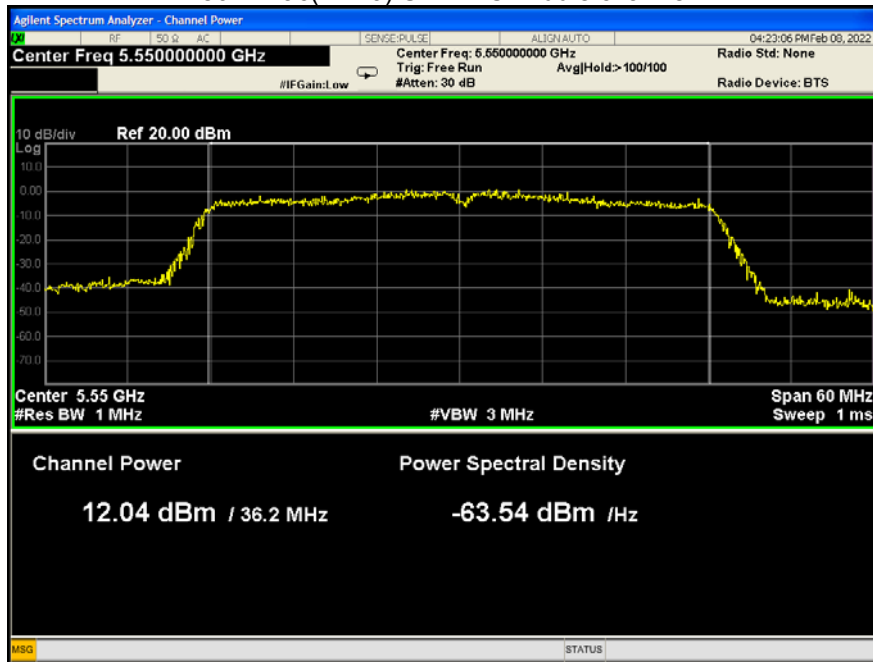 Agilent Spectrum Analyzer - Channel Power
LXI RF 50 Ω AC SENSE:PULSE ALIGN AUTO 04:23:06 PM Feb 08, 2022
Center Freq 5.550000000 GHz Center Freq: 5.550000000 GHz Radio Std: None
Trig: Free Run Avg|Hold:>100/100
#IFGain:Low #Atten: 30 dB Radio Device: BTS
10 dB/div Ref 20.00 dBm
Log
10.0
0.00
-10.0
-20.0
-30.0
-40.0
-50.0
-60.0
-70.0
Center 5.55 GHz Span 60 MHz
#Res BW 1 MHz #VBW 3 MHz Sweep 1 ms
Channel Power Power Spectral Density
12.04 dBm / 36.2 MHz -63.54 dBm /Hz
MSG STATUS